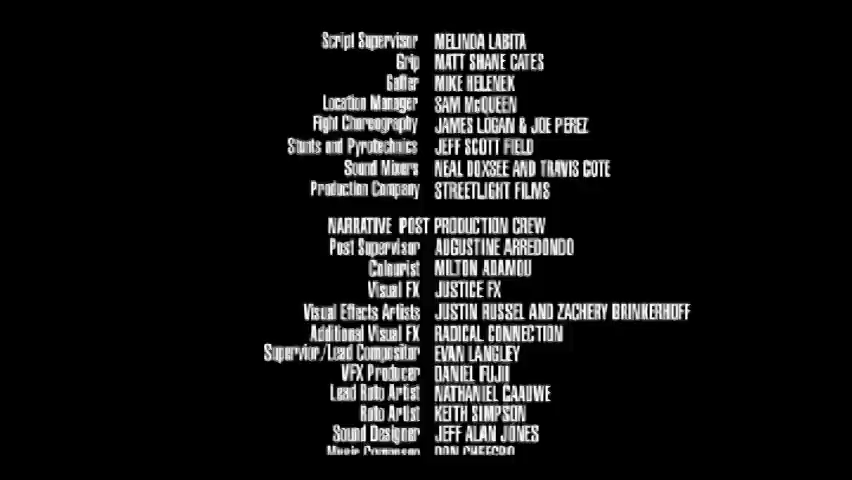 Script Supervisor MELINDA LABITA
Grip MATT SHANE CATES
Gaffer MIKE HELENEK
Location Manager SAM McQUEEN
Fight Choreography JAMES LOGAN & JOE PEREZ
Stunts and Pyrotechnics JEFF SCOTT FIELD
Sound Mixers NEAL DOXSEE AND TRAVIS COTE
Production Company STREETLIGHT FILMS
NARRATIVE POST PRODUCTION CREW
Post Supervisor AUGUSTINE ARREDONDO
Colourist MILTON ADAMOU
Visual FX JUSTICE FX
Visual Effects Artists JUSTIN RUSSEL AND ZACHERY BRINKERHOFF
Additional Visual FX RADICAL CONNECTION
Supervior/Lead Compositor EVAN LANGLEY
VFX Producer DANIEL FUJII
Lead Roto Artist NATHANIEL CAAUWE
Roto Artist KEITH SIMPSON
Sound Designer JEFF ALAN JONES
Music Composer DON